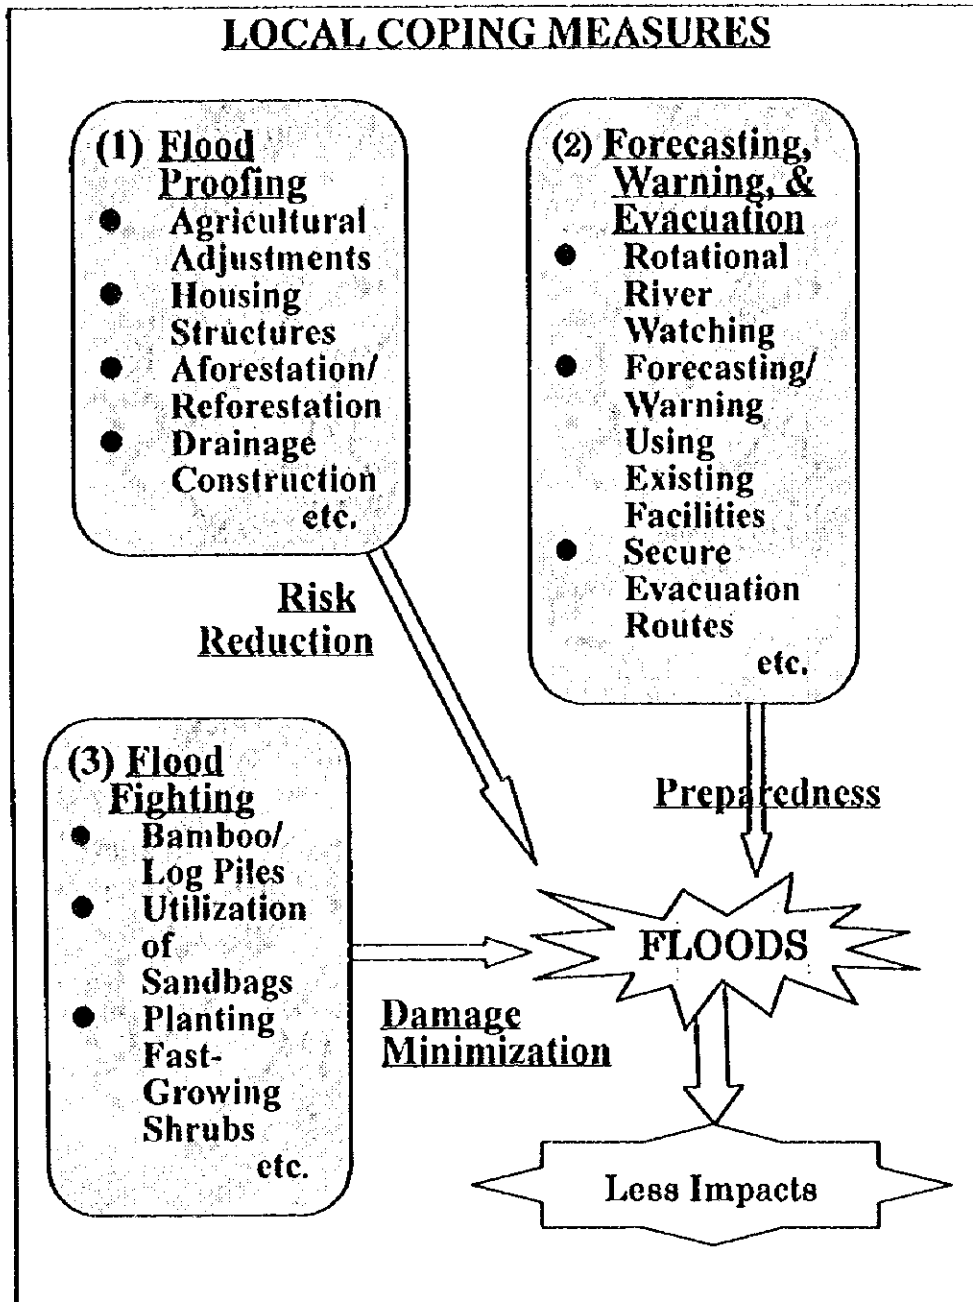 LOCAL COPING MEASURES
(1) Flood
Proofing
● Agricultural
Adjustments
● Housing
Structures
● Aforestation/
Reforestation
● Drainage
Construction
etc.
(2) Forecasting,
Warning, &
Evacuation
● Rotational
River
Watching
● Forecasting/
Warning
Using
Existing
Facilities
● Secure
Evacuation
Routes
etc.
Risk
Reduction
(3) Flood
Fighting
● Bamboo/
Log Piles
● Utilization
of
Sandbags
● Planting
Fast-
Growing
Shrubs
etc.
Preparedness
FLOODS
Damage
Minimization
Less Impacts